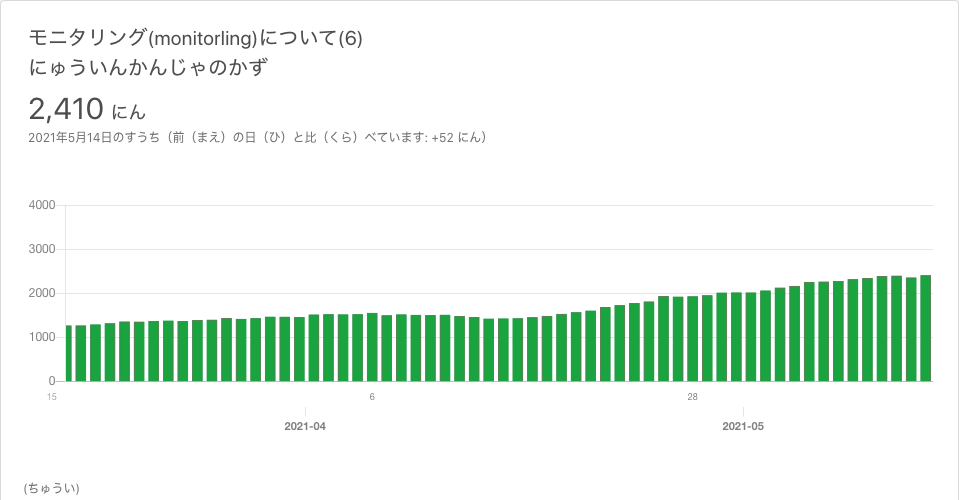 モニタリング(monitorling)について(6)
にゅういんかんじゃのかず
2,410 にん
2021年5月14日のすうち（前（まえ）の日（ひ）と比（くら）べています: +52 にん）
4000
3000
2000
1000
0
15 6 28
2021-04 2021-05
(ちゅうい)